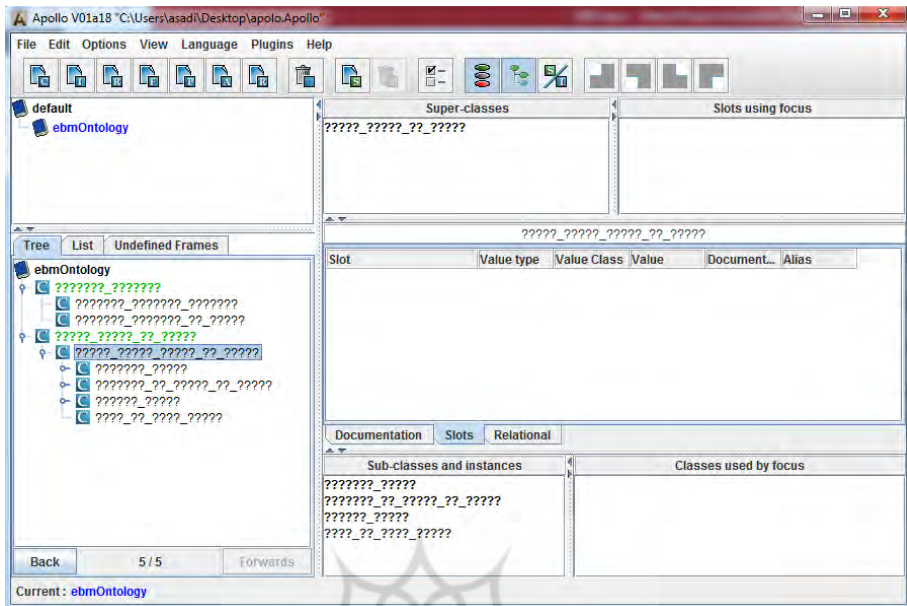 Apollo V01a18 "C:\Users\asadi\Desktop\apolo.Apollo"
File Edit Options View Language Plugins Help
default
ebmOntology
Super-classes
?????_?????_??_?????
Slots using focus
Tree List Undefined Frames
ebmOntology
???????_???????
???????_???????_???????
???????_???????_??_?????
?????_?????_??_?????
?????_?????_?????_??_?????
???????_?????
???????_??_?????_??_?????
??????_?????
????_??_????_?????
?????_?????_?????_??_?????
Slot Value type Value Class Value Document... Alias
Documentation Slots Relational
Sub-classes and instances
???????_?????
???????_??_?????_??_?????
??????_?????
????_??_????_?????
Classes used by focus
Back 5 / 5 Forwards
Current : ebmOntology